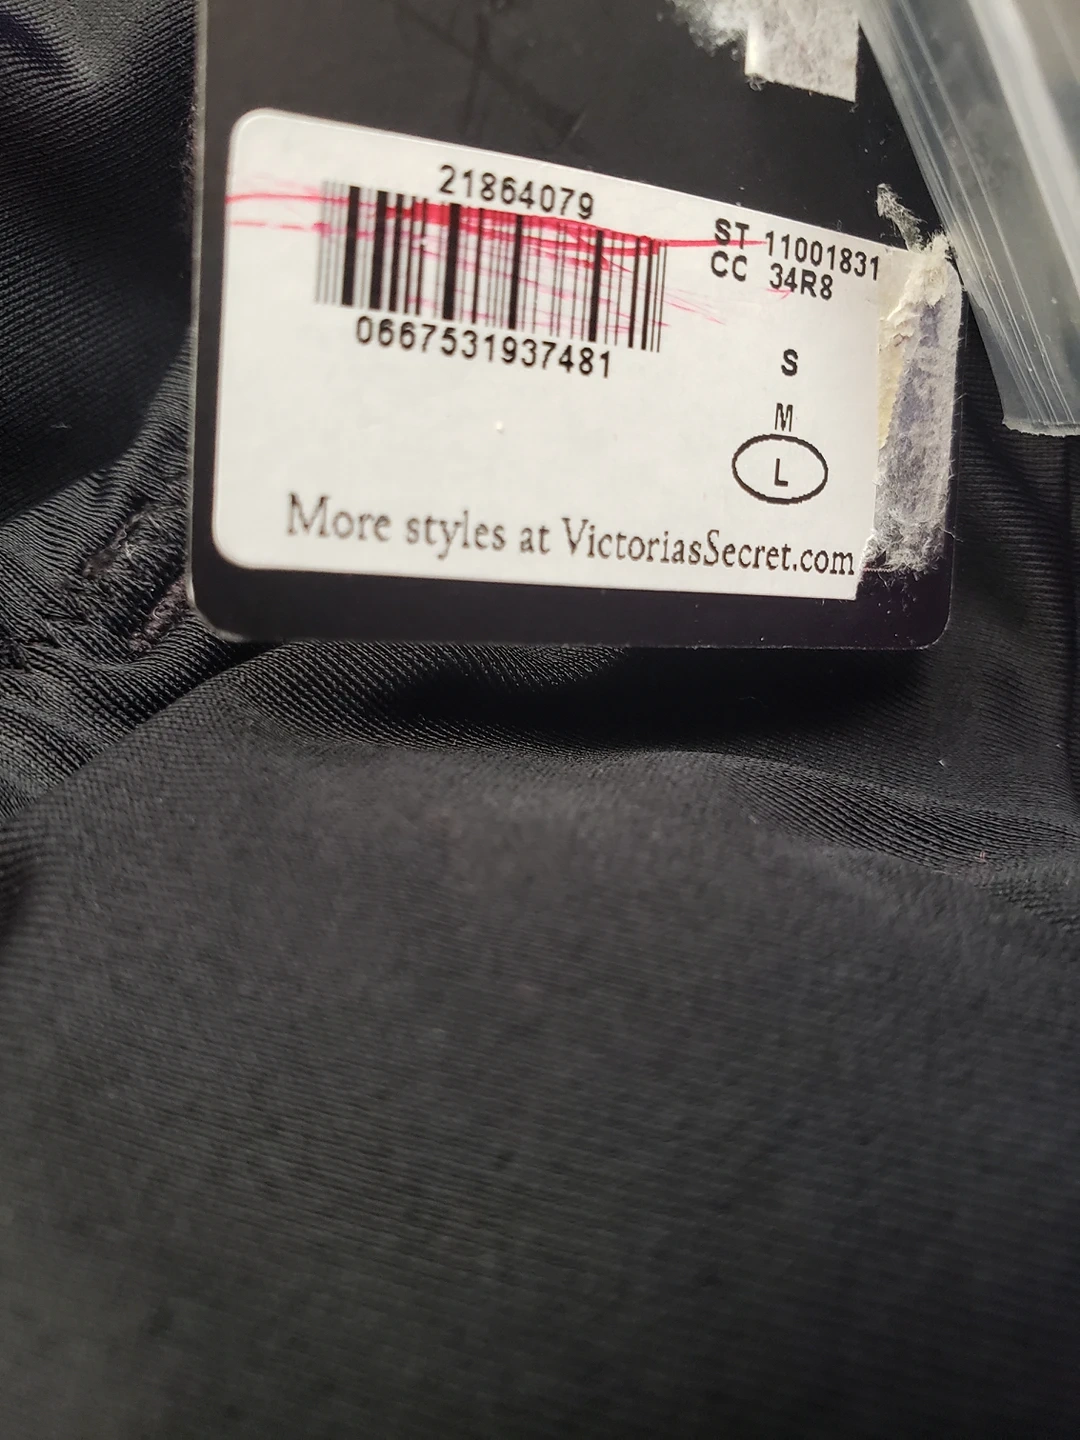 21864079
ST 11001831
CC 34R8
0667531937481
S
M
L
More styles at VictoriasSecret.com